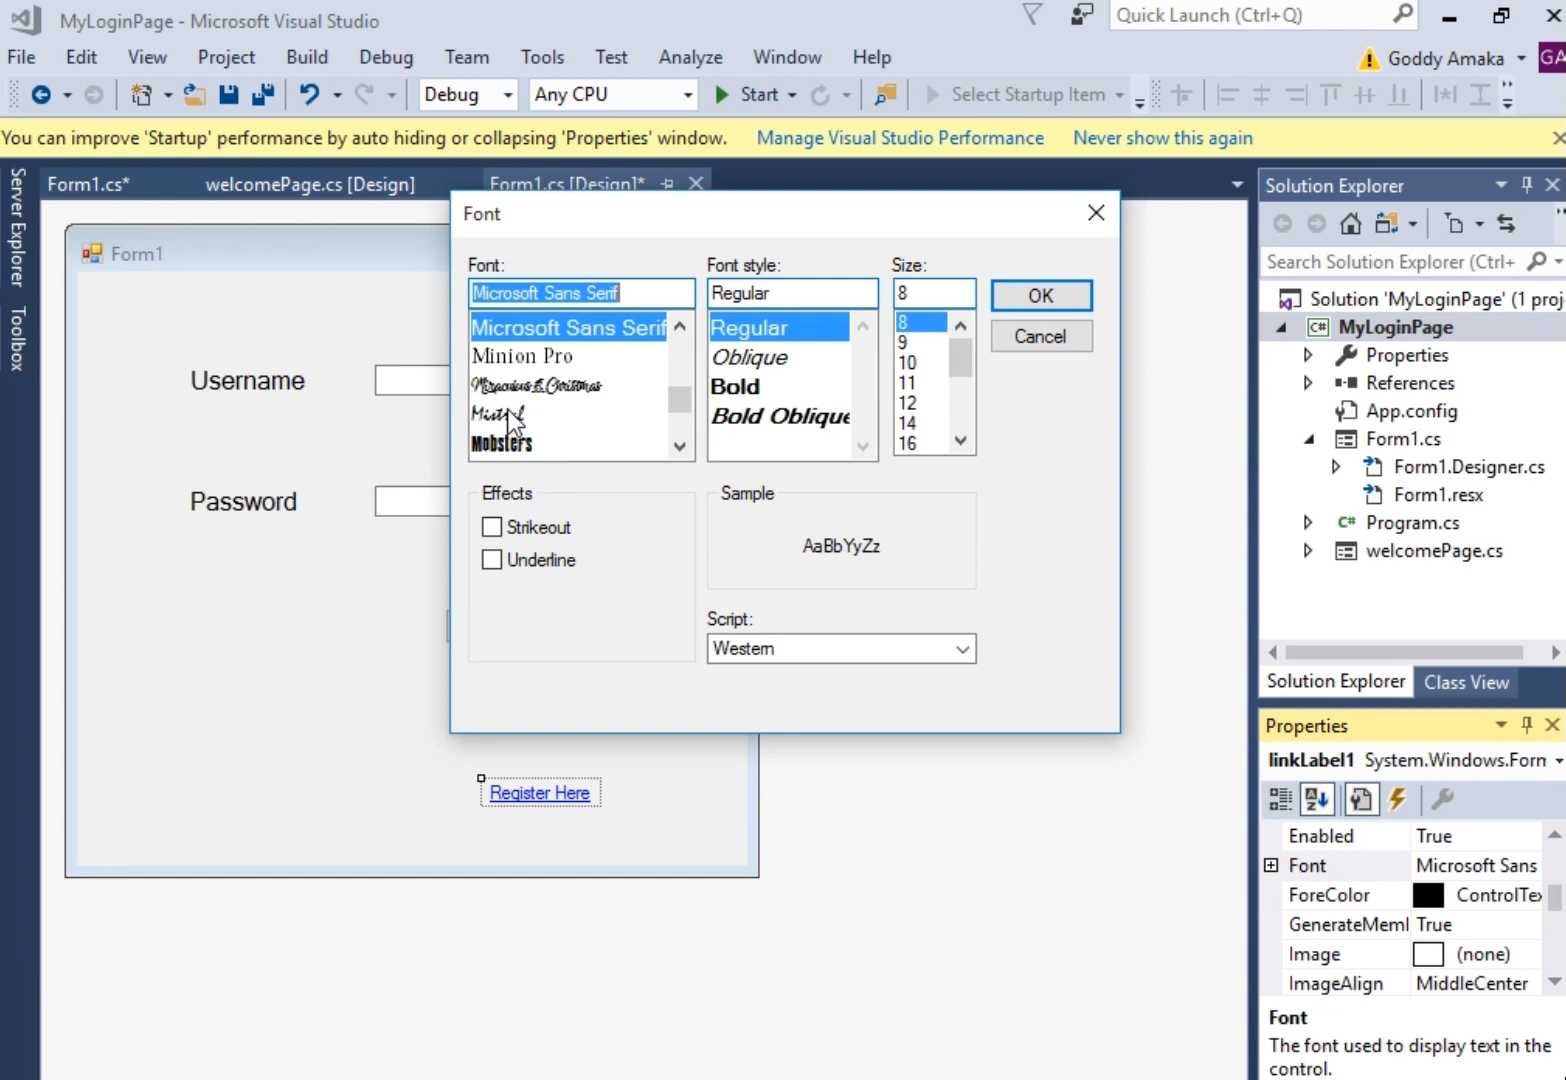 MyLoginPage - Microsoft Visual Studio
Quick Launch (Ctrl+Q)
File Edit View Project Build Debug Team Tools Test Analyze Window Help
Goddy Amaka
GA
Debug Any CPU Start Select Startup Item
You can improve 'Startup' performance by auto hiding or collapsing 'Properties' window. Manage Visual Studio Performance Never show this again
Server Explorer
Toolbox
Form1.cs* welcomePage.cs [Design] Form1.cs [Design]*
Form1
Username
Password
Register Here
Font
Font: Font style: Size:
Microsoft Sans Serif Regular 8
OK
Cancel
Microsoft Sans Serif
Minion Pro
Miraculous & Christmas
Mistral
Mobsters
Regular
Oblique
Bold
Bold Oblique
8
9
10
11
12
14
16
Effects
Strikeout
Underline
Sample
AaBbYyZz
Script:
Western
Solution Explorer
Search Solution Explorer (Ctrl+
Solution 'MyLoginPage' (1 proj
MyLoginPage
Properties
References
App.config
Form1.cs
Form1.Designer.cs
Form1.resx
Program.cs
welcomePage.cs
Solution Explorer Class View
Properties
linkLabel1 System.Windows.Form
Enabled True
Font Microsoft Sans
ForeColor ControlTex
GenerateMeml True
Image (none)
ImageAlign MiddleCenter
Font
The font used to display text in the
control.